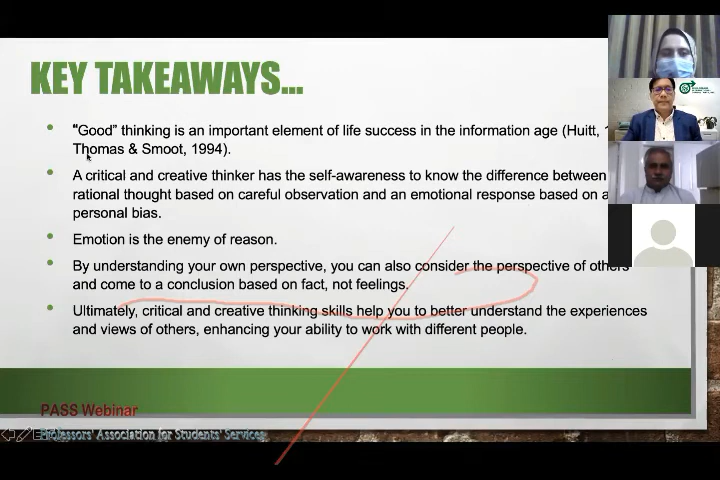 KEY TAKEAWAYS...
• "Good" thinking is an important element of life success in the information age (Huitt, 1
Thomas & Smoot, 1994).
• A critical and creative thinker has the self-awareness to know the difference between
rational thought based on careful observation and an emotional response based on a
personal bias.
• Emotion is the enemy of reason.
• By understanding your own perspective, you can also consider the perspective of others
and come to a conclusion based on fact, not feelings.
• Ultimately, critical and creative thinking skills help you to better understand the experiences
and views of others, enhancing your ability to work with different people.
PASS Webinar
Professors' Association for Students' Services